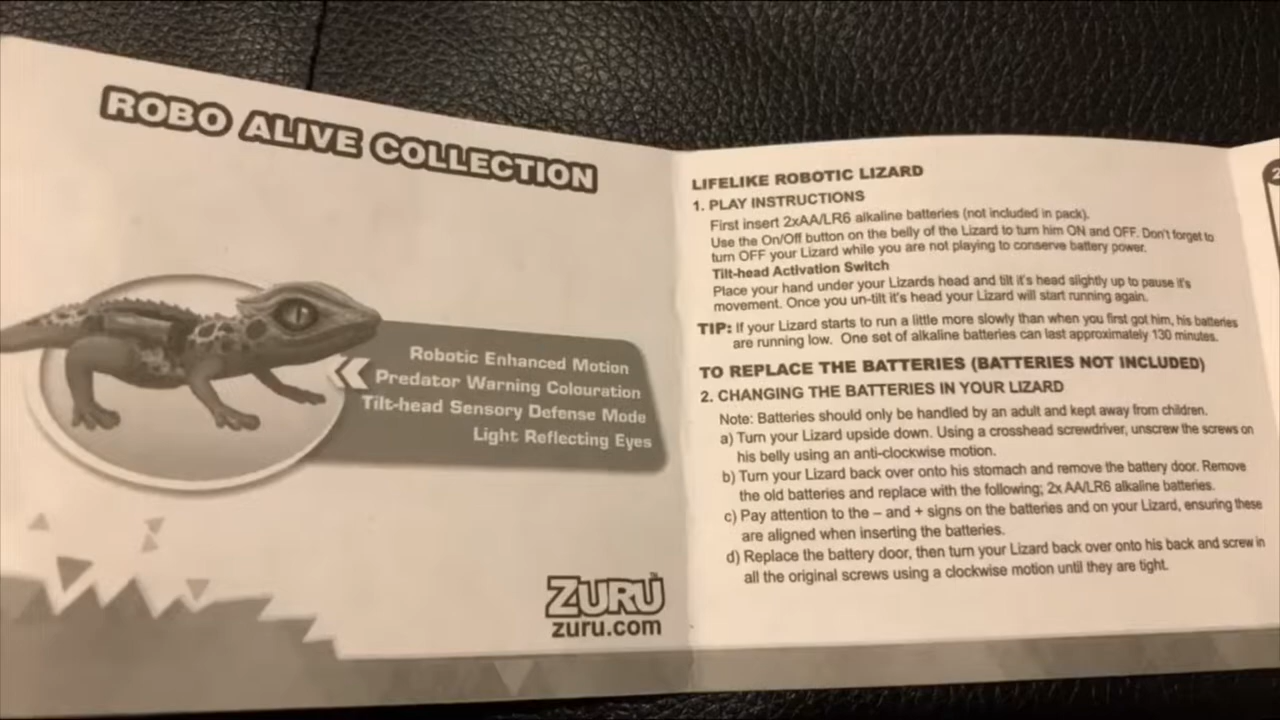 ROBO ALIVE COLLECTION
Robotic Enhanced Motion
Predator Warning Colouration
Tilt-head Sensory Defense Mode
Light Reflecting Eyes
ZURU™
zuru.com
LIFELIKE ROBOTIC LIZARD
1. PLAY INSTRUCTIONS
First insert 2xAA/LR6 alkaline batteries (not included in pack).
Use the On/Off button on the belly of the Lizard to turn him ON and OFF. Don't forget to
turn OFF your Lizard while you are not playing to conserve battery power.
Tilt-head Activation Switch
Place your hand under your Lizards head and tilt it's head slightly up to pause it's
movement. Once you un-tilt it's head your Lizard will start running again.
TIP: If your Lizard starts to run a little more slowly than when you first got him, his batteries
are running low. One set of alkaline batteries can last approximately 130 minutes.
TO REPLACE THE BATTERIES (BATTERIES NOT INCLUDED)
2. CHANGING THE BATTERIES IN YOUR LIZARD
Note: Batteries should only be handled by an adult and kept away from children.
a) Turn your Lizard upside down. Using a crosshead screwdriver, unscrew the screws on
his belly using an anti-clockwise motion.
b) Turn your Lizard back over onto his stomach and remove the battery door. Remove
the old batteries and replace with the following; 2x AA/LR6 alkaline batteries.
c) Pay attention to the – and + signs on the batteries and on your Lizard, ensuring these
are aligned when inserting the batteries.
d) Replace the battery door, then turn your Lizard back over onto his back and screw in
all the original screws using a clockwise motion until they are tight.
2